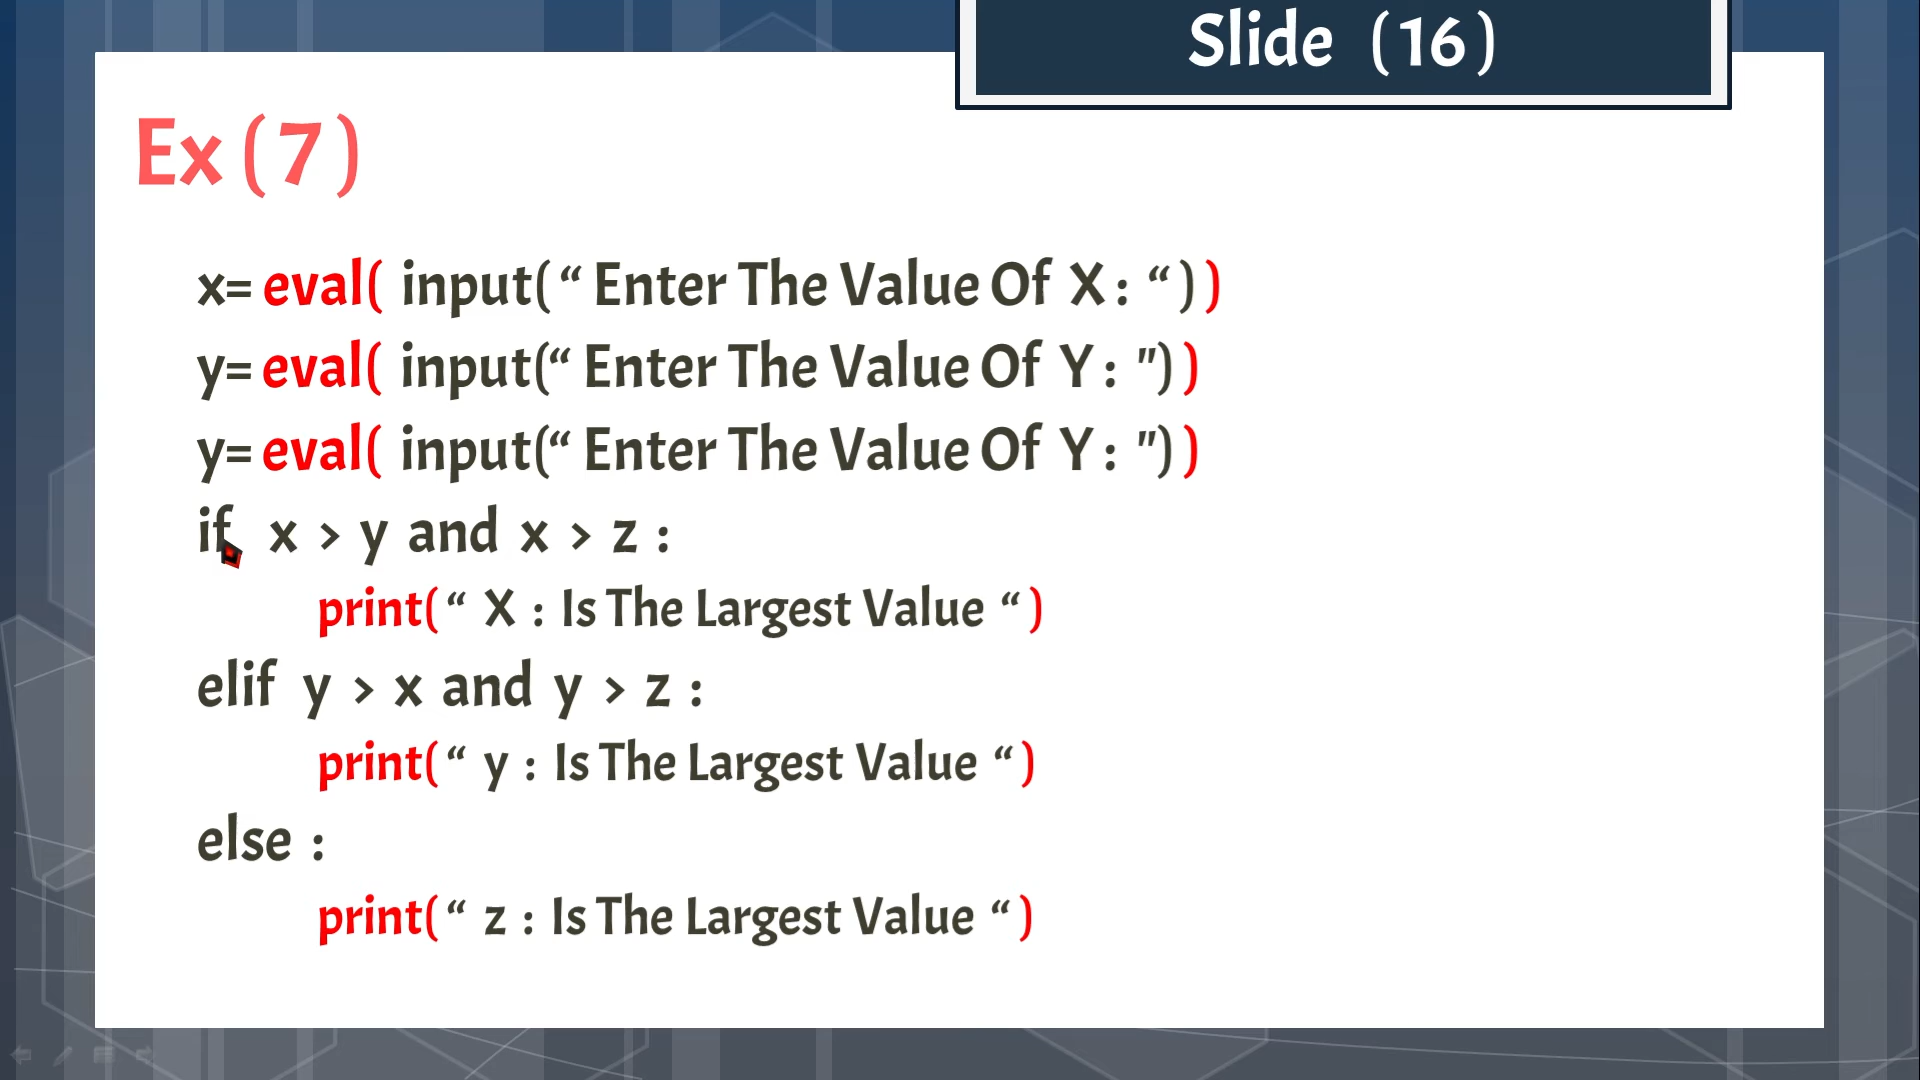 Slide (16)
Ex(7)
x= eval( input(“ Enter The Value Of X : “ ) )
y= eval( input(“ Enter The Value Of Y : ") )
y= eval( input(“ Enter The Value Of Y : ") )
if x > y and x > z :
print( “ X : Is The Largest Value “ )
elif y > x and y > z :
print( “ y : Is The Largest Value “ )
else :
print( “ z : Is The Largest Value “ )